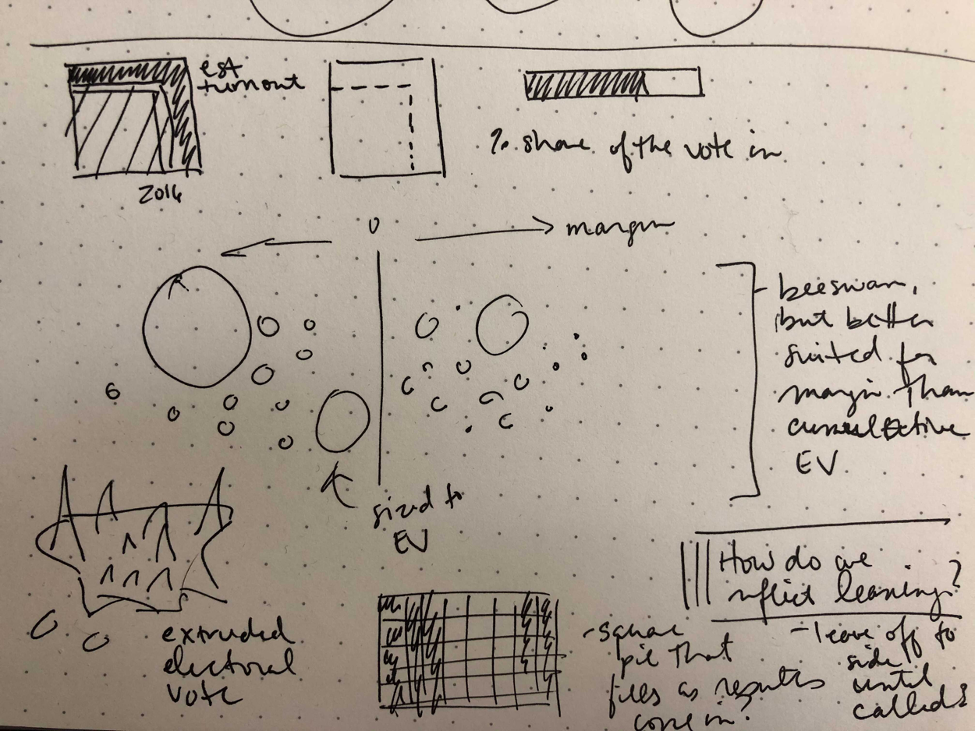 est
turnout
2016
% share of the vote in
0
margin
beeswarm,
but better
suited for
margin than
cumulative
EV
sized to
EV
extruded
electoral
vote
How do we
reflect leaning?
- square
pie that
fills as results
come in?
- leave off to
side
until
called?